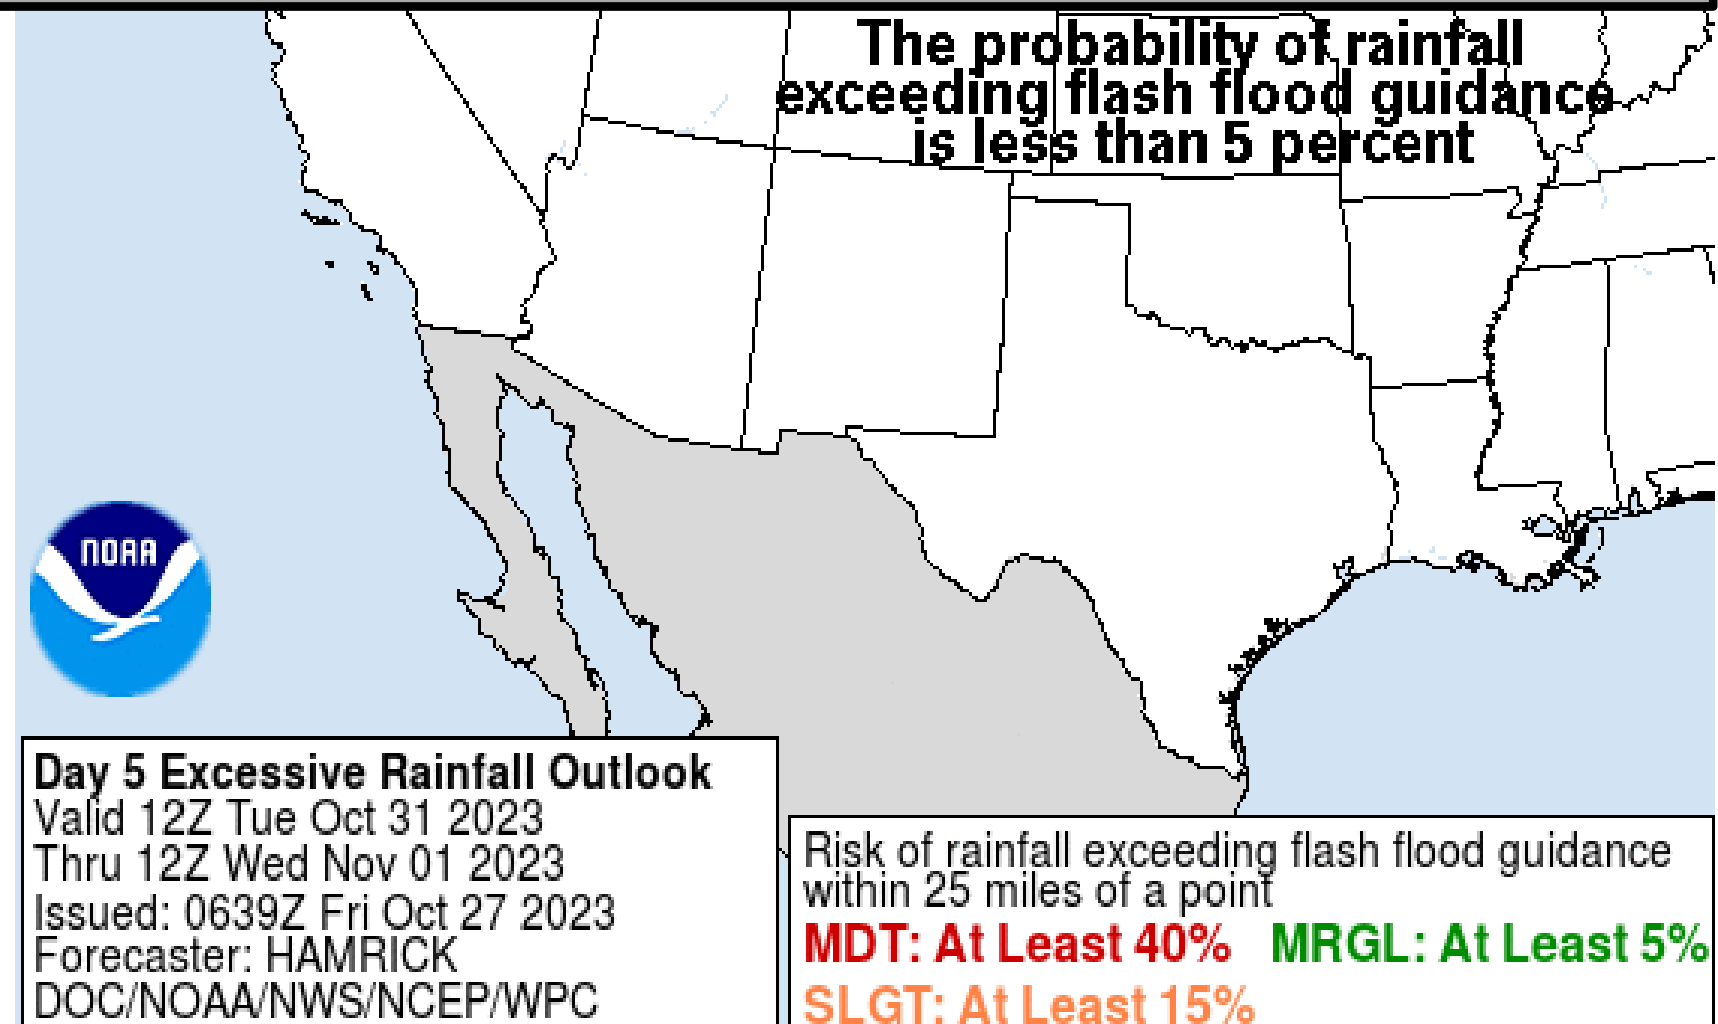 The probability of rainfall
exceeding flash flood guidance
is less than 5 percent
NOAA
Day 5 Excessive Rainfall Outlook
Valid 12Z Tue Oct 31 2023
Thru 12Z Wed Nov 01 2023
Issued: 0639Z Fri Oct 27 2023
Forecaster: HAMRICK
DOC/NOAA/NWS/NCEP/WPC
Risk of rainfall exceeding flash flood guidance
within 25 miles of a point
MDT: At Least 40% MRGL: At Least 5%
SLGT: At Least 15%